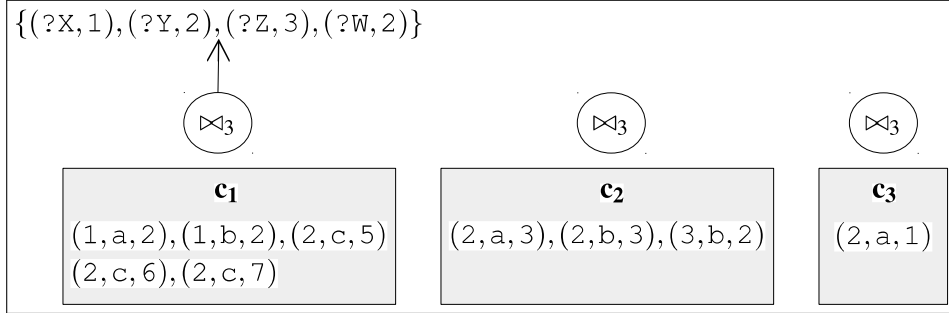 {(?X,1),(?Y,2),(?Z,3),(?W,2)}
⋈3 ⋈3 ⋈3
c1
(1,a,2),(1,b,2),(2,c,5)
(2,c,6),(2,c,7)
c2
(2,a,3),(2,b,3),(3,b,2)
c3
(2,a,1)